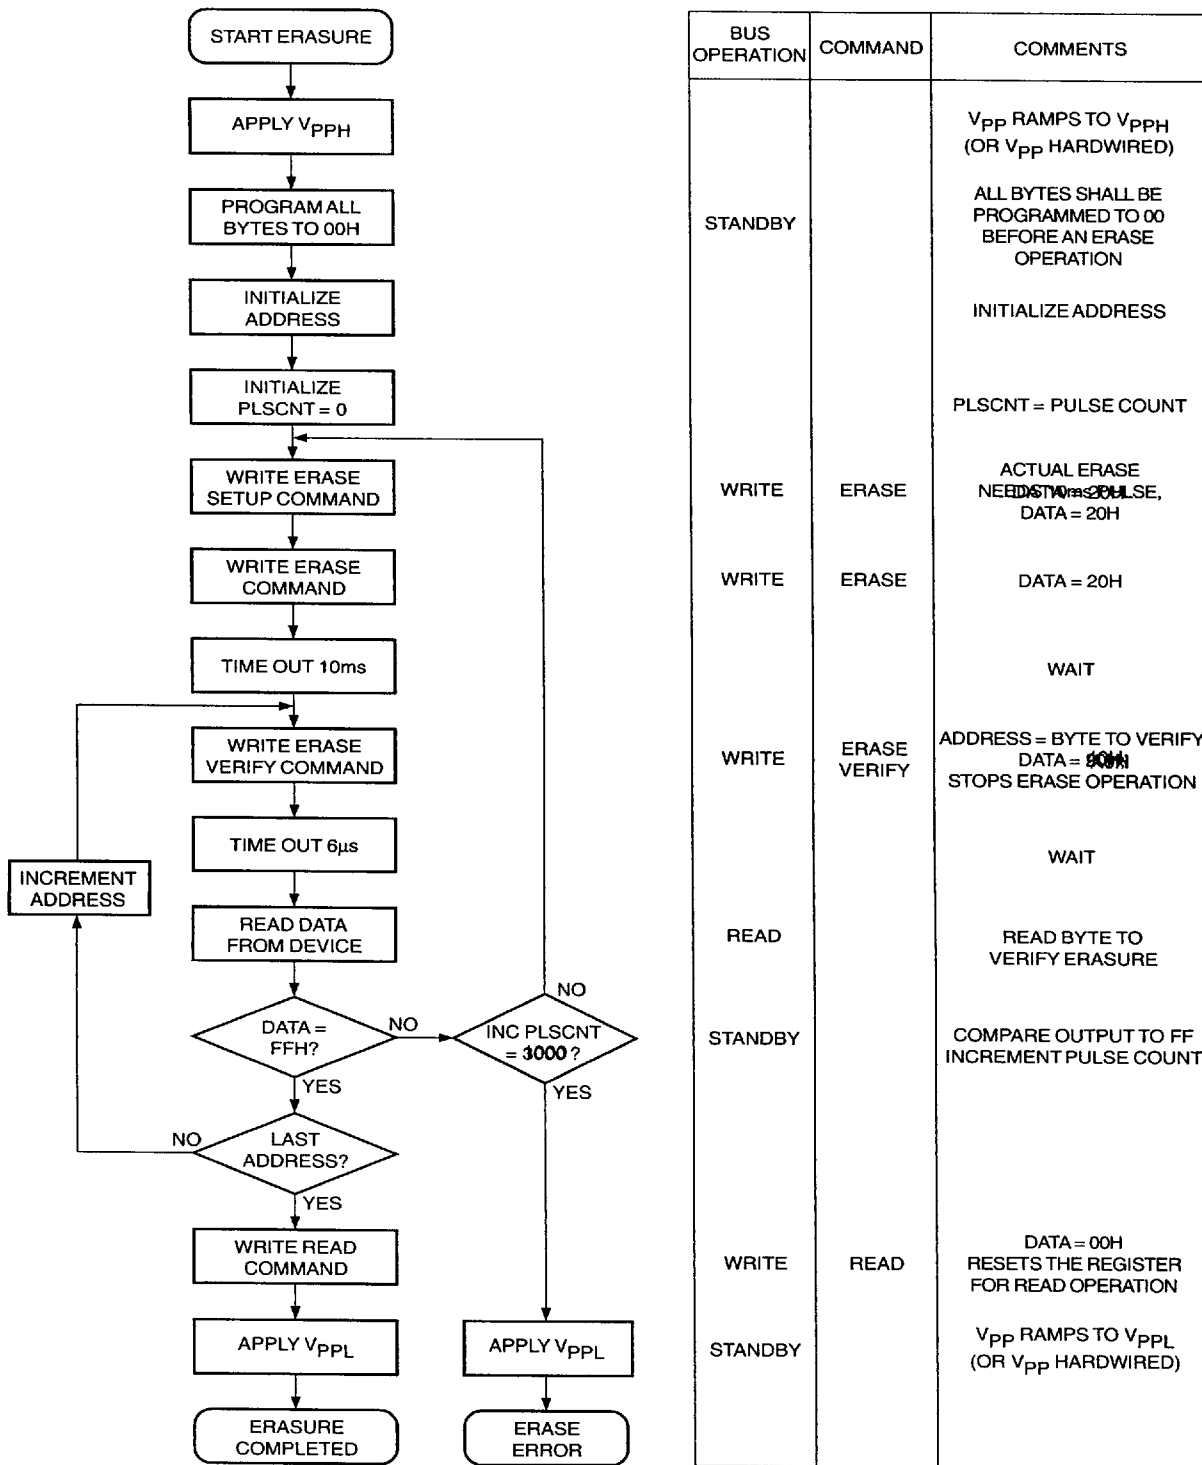 START ERASURE
APPLY VPPH
PROGRAM ALL
BYTES TO 00H
INITIALIZE
ADDRESS
INITIALIZE
PLSCNT = 0
WRITE ERASE
SETUP COMMAND
WRITE ERASE
COMMAND
TIME OUT 10ms
WRITE ERASE
VERIFY COMMAND
TIME OUT 6µs
INCREMENT
ADDRESS
READ DATA
FROM DEVICE
DATA =
FFH?
NO
YES
NO
INC PLSCNT
= ?
YES
NO
LAST
ADDRESS?
YES
WRITE READ
COMMAND
APPLY VPPL
APPLY VPPL
ERASURE
COMPLETED
ERASE
ERROR
BUS
OPERATION
COMMAND
COMMENTS
VPP RAMPS TO VPPH
(OR VPP HARDWIRED)
STANDBY
ALL BYTES SHALL BE
PROGRAMMED TO 00
BEFORE AN ERASE
OPERATION
INITIALIZE ADDRESS
PLSCNT = PULSE COUNT
WRITE
ERASE
ACTUAL ERASE
DATA = 20H
WRITE
ERASE
DATA = 20H
WAIT
WRITE
ERASE
VERIFY
ADDRESS = BYTE TO VERIFY
DATA =
STOPS ERASE OPERATION
WAIT
READ
READ BYTE TO
VERIFY ERASURE
STANDBY
COMPARE OUTPUT TO FF
INCREMENT PULSE COUNT
WRITE
READ
DATA = 00H
RESETS THE REGISTER
FOR READ OPERATION
STANDBY
VPP RAMPS TO VPPL
(OR VPP HARDWIRED)